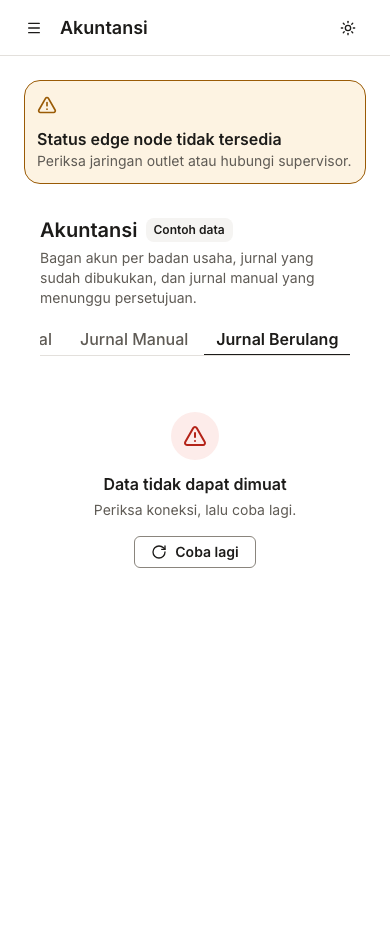 Akuntansi
Status edge node tidak tersedia
Periksa jaringan outlet atau hubungi supervisor.
Akuntansi Contoh data
Bagan akun per badan usaha, jurnal yang
sudah dibukukan, dan jurnal manual yang
menunggu persetujuan.
al Jurnal Manual Jurnal Berulang
Data tidak dapat dimuat
Periksa koneksi, lalu coba lagi.
Coba lagi